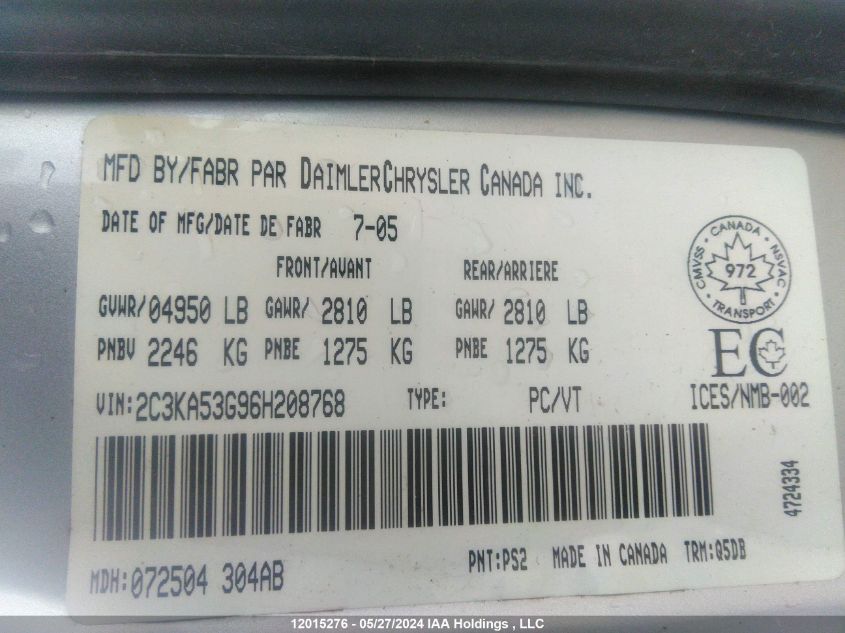 MFD BY/FABR PAR DAIMLERCHRYSLER CANADA INC.
DATE OF MFG/DATE DE FABR 7-05
FRONT/AVANT REAR/ARRIERE
GVWR/04950 LB GAWR/ 2810 LB GAWR/ 2810 LB
PNBV 2246 KG PNBE 1275 KG PNBE 1275 KG
CANADA
CMVSS 972 NSVAC
TRANSPORT
EC
VIN:2C3KA53G96H208768 TYPE: PC/VT ICES/NMB-002
4724334
PNT:PS2 MADE IN CANADA TRM:Q5DB
MDH:072504 304AB
12015276 - 05/27/2024 IAA Holdings , LLC